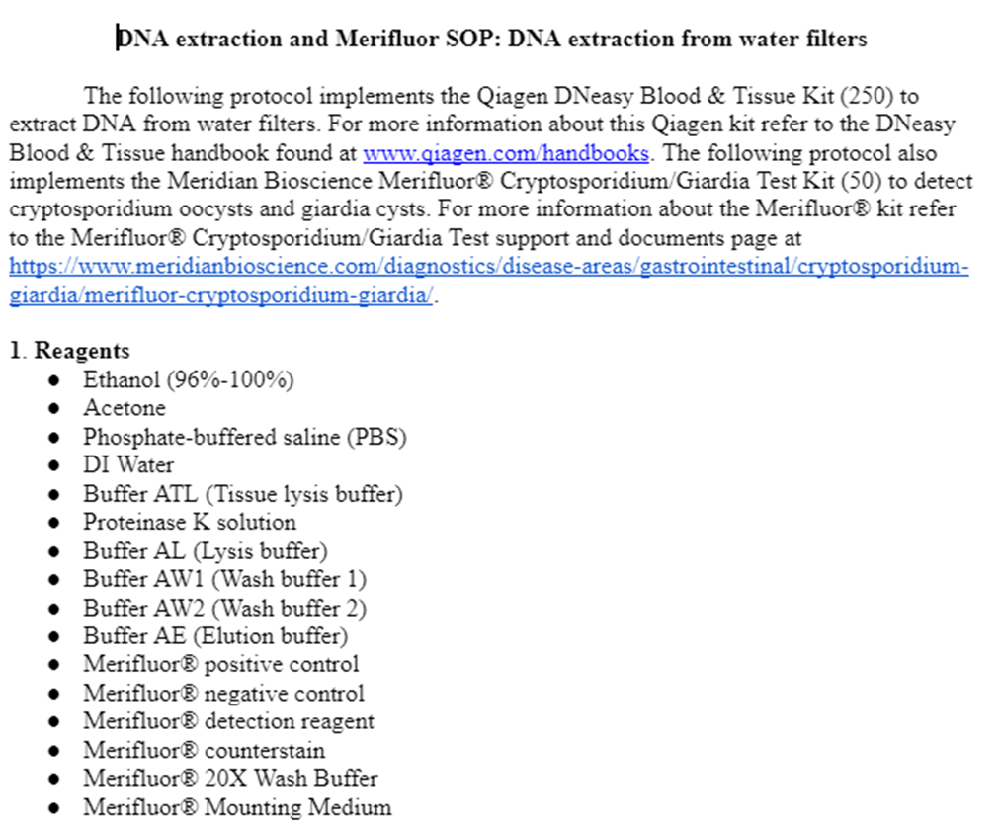 DNA extraction and Merifluor SOP: DNA extraction from water filters
The following protocol implements the Qiagen DNeasy Blood & Tissue Kit (250) to
extract DNA from water filters. For more information about this Qiagen kit refer to the DNeasy
Blood & Tissue handbook found at www.qiagen.com/handbooks. The following protocol also
implements the Meridian Bioscience Merifluor® Cryptosporidium/Giardia Test Kit (50) to detect
cryptosporidium oocysts and giardia cysts. For more information about the Merifluor® kit refer
to the Merifluor® Cryptosporidium/Giardia Test support and documents page at
https://www.meridianbioscience.com/diagnostics/disease-areas/gastrointestinal/cryptosporidium-
giardia/merifluor-cryptosporidium-giardia/.
1. Reagents
● Ethanol (96%-100%)
● Acetone
● Phosphate-buffered saline (PBS)
● DI Water
● Buffer ATL (Tissue lysis buffer)
● Proteinase K solution
● Buffer AL (Lysis buffer)
● Buffer AW1 (Wash buffer 1)
● Buffer AW2 (Wash buffer 2)
● Buffer AE (Elution buffer)
● Merifluor® positive control
● Merifluor® negative control
● Merifluor® detection reagent
● Merifluor® counterstain
● Merifluor® 20X Wash Buffer
● Merifluor® Mounting Medium